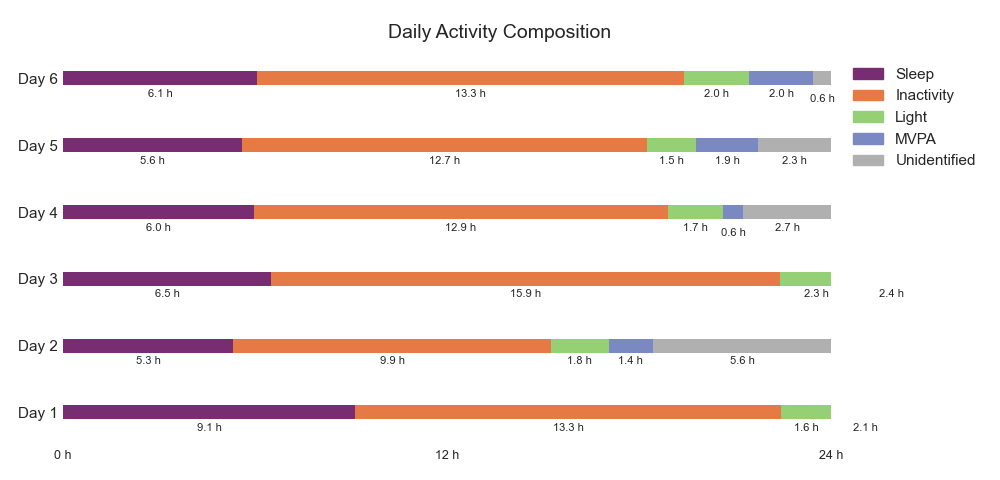 Daily Activity Composition
Day 6
6.1 h 13.3 h 2.0 h 2.0 h 0.6 h
Day 5
5.6 h 12.7 h 1.5 h 1.9 h 2.3 h
Day 4
6.0 h 12.9 h 1.7 h 0.6 h 2.7 h
Day 3
6.5 h 15.9 h 2.3 h 2.4 h
Day 2
5.3 h 9.9 h 1.8 h 1.4 h 5.6 h
Day 1
9.1 h 13.3 h 1.6 h 2.1 h
0 h 12 h 24 h
Sleep
Inactivity
Light
MVPA
Unidentified